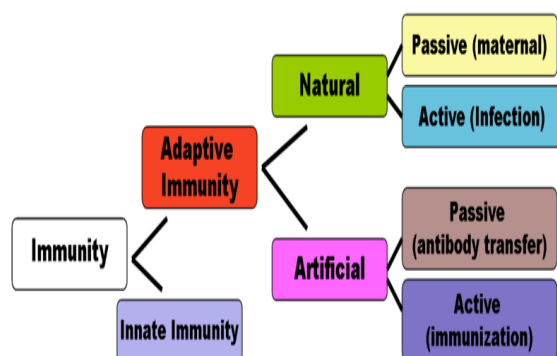 Passive (maternal)
Natural
Active (Infection)
Adaptive
Immunity
Passive
(antibody transfer)
Immunity
Artificial
Active
(immunization)
Innate Immunity